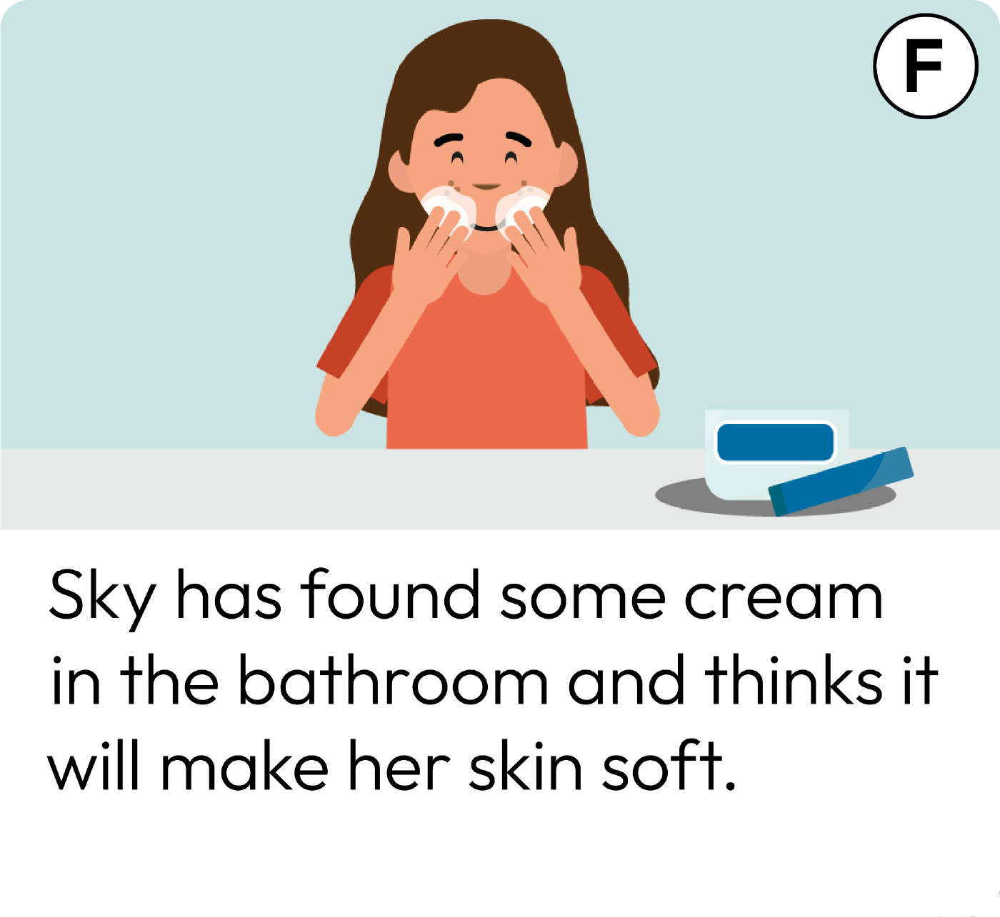 F
Sky has found some cream
in the bathroom and thinks it
will make her skin soft.